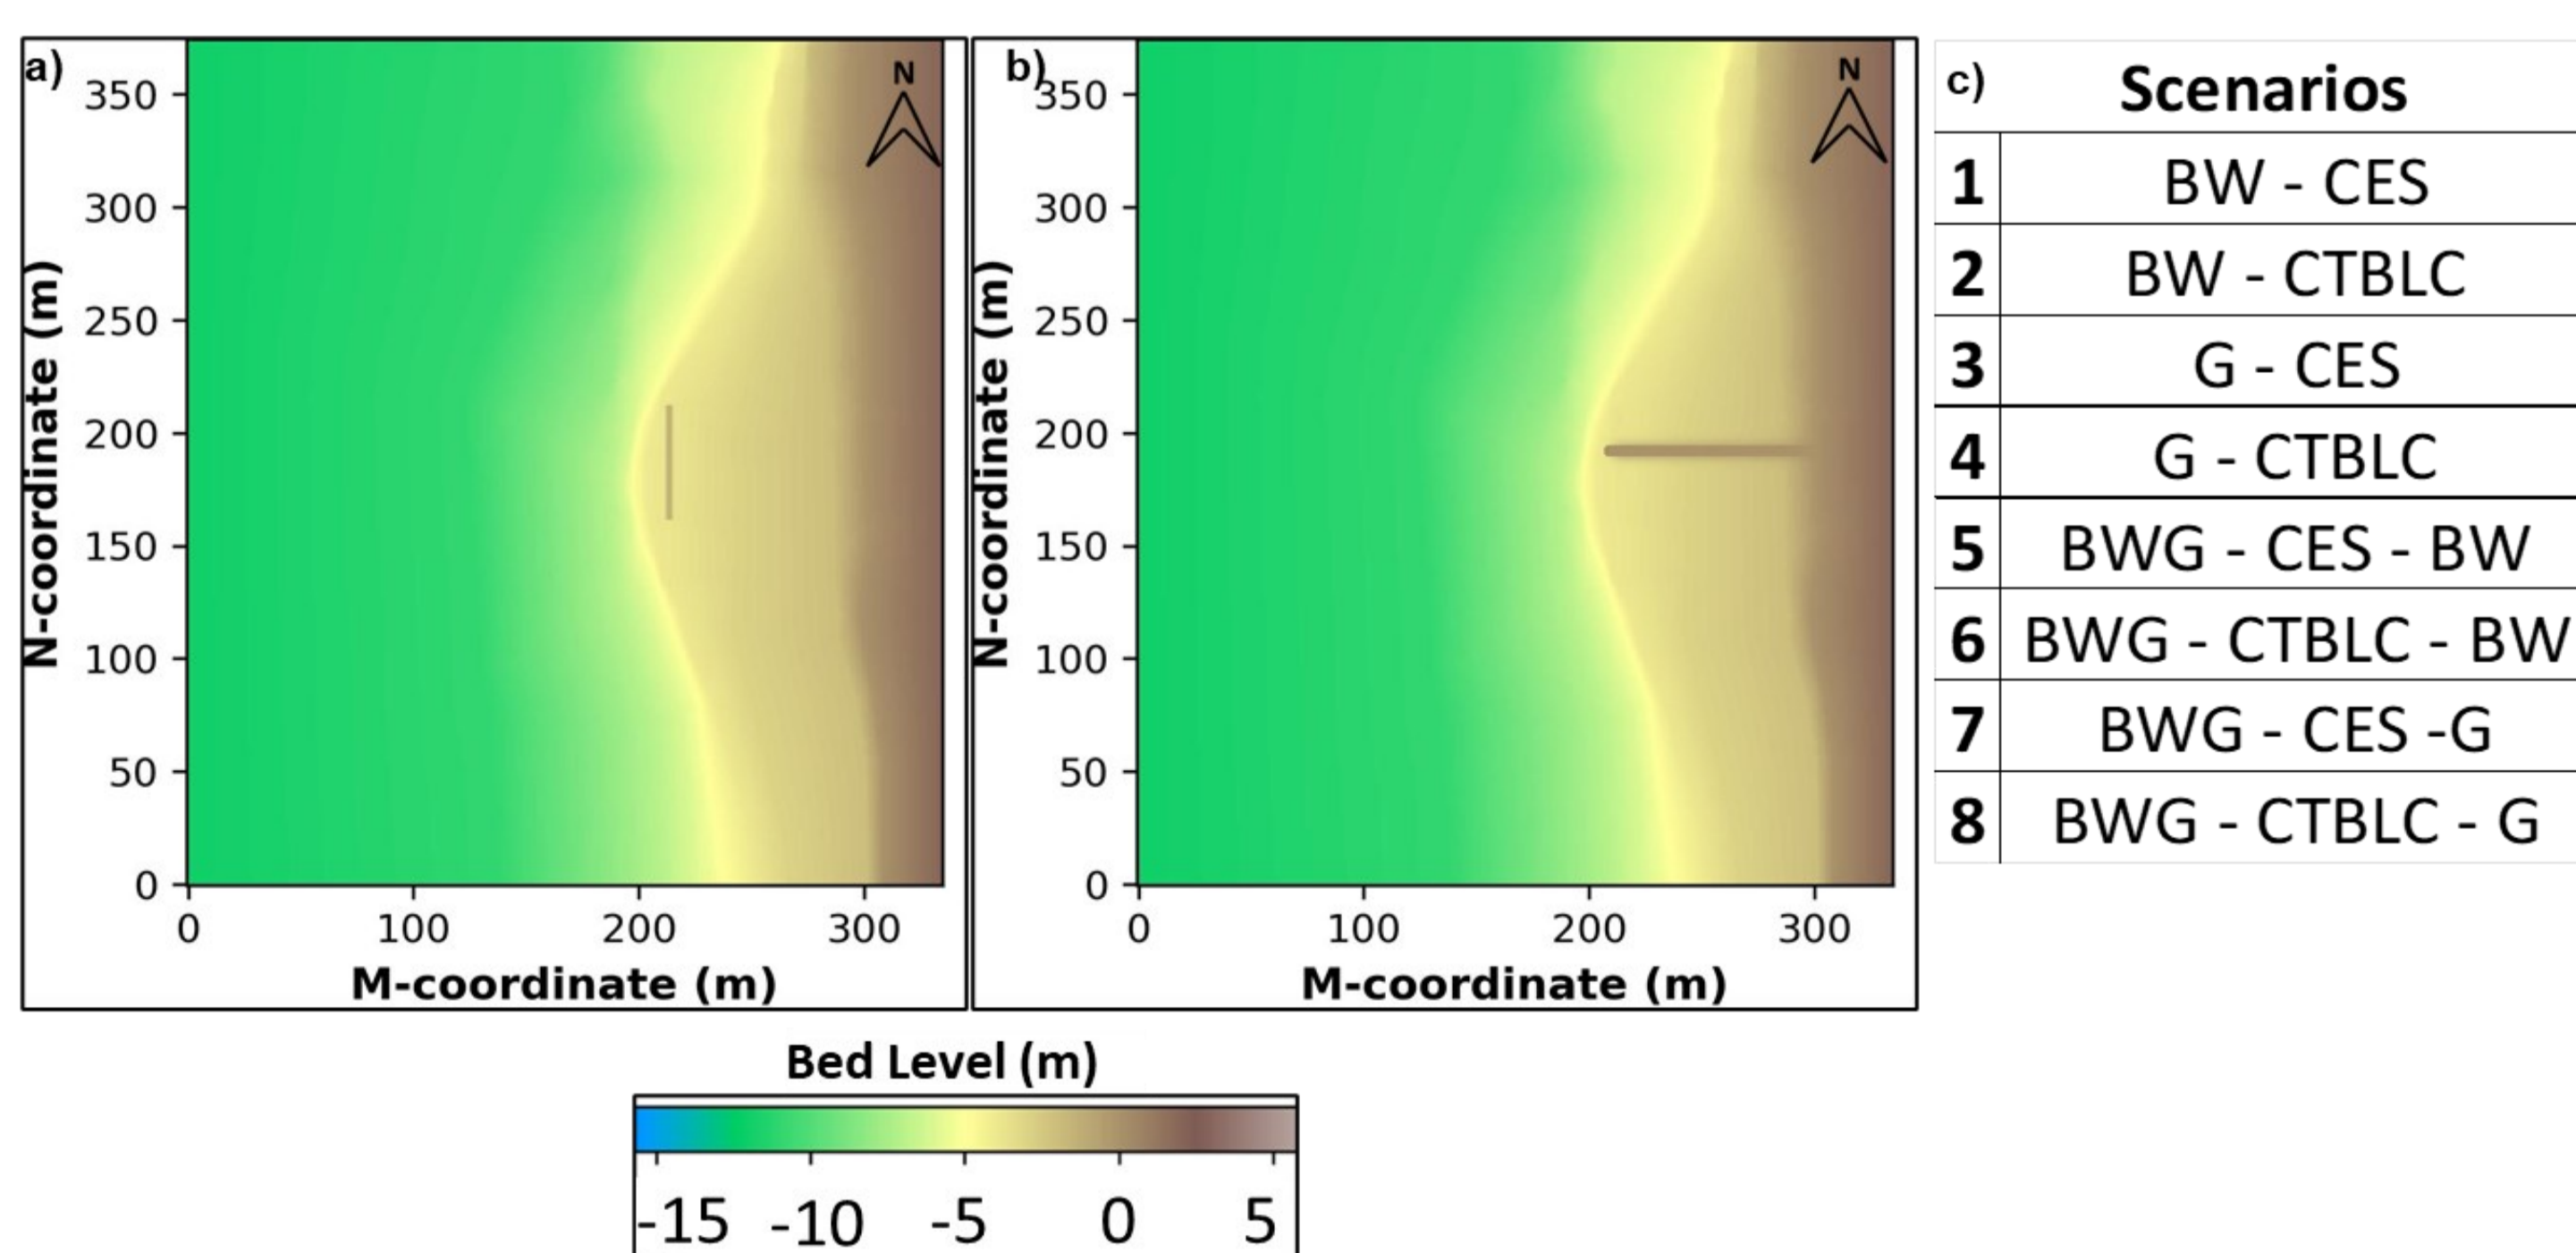 a)
N
350
300
250
200
150
100
50
0
N-coordinate (m)
0 100 200 300
M-coordinate (m)
b)
N
350
300
250
200
150
100
50
0
N-coordinate (m)
0 100 200 300
M-coordinate (m)
c) Scenarios
1 BW - CES
2 BW - CTBLC
3 G - CES
4 G - CTBLC
5 BWG - CES - BW
6 BWG - CTBLC - BW
7 BWG - CES -G
8 BWG - CTBLC - G
Bed Level (m)
-15 -10 -5 0 5